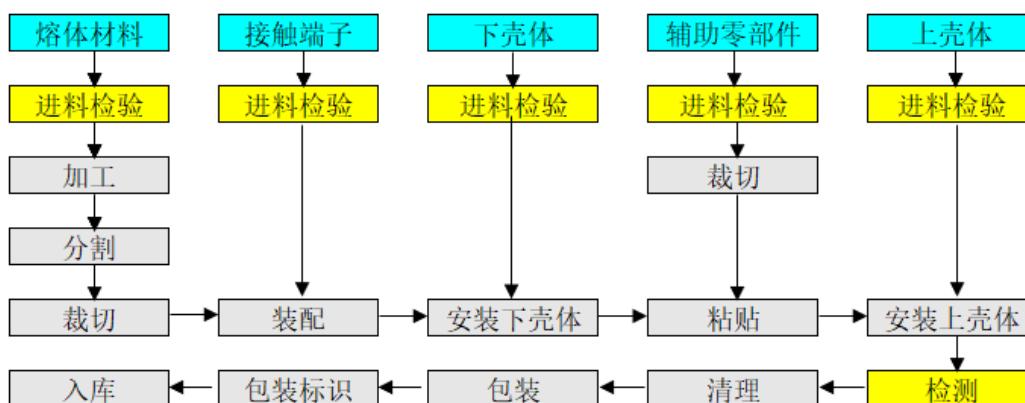 熔体材料 接触端子 下壳体 辅助零部件 上壳体
进料检验 进料检验 进料检验 进料检验 进料检验
加工 裁切
分割
裁切 装配 安装下壳体 粘贴 安装上壳体
入库 包装标识 包装 清理 检测